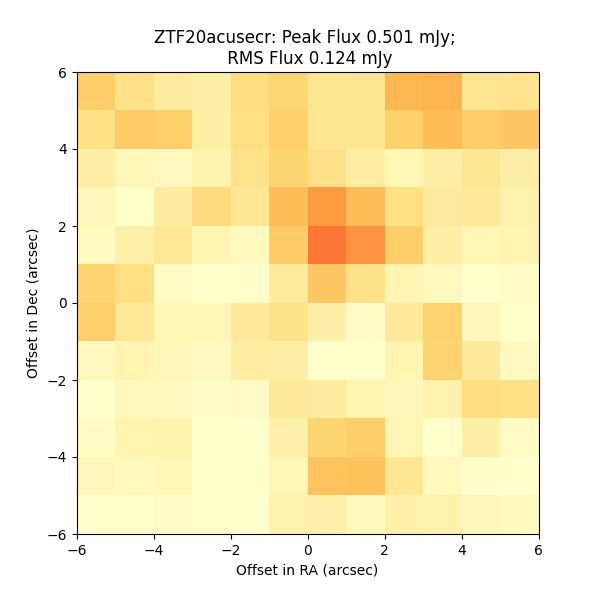 ZTF20acusecr: Peak Flux 0.501 mJy;
RMS Flux 0.124 mJy
6
4
2
0
−2
−4
−6
Offset in Dec (arcsec)
−6 −4 −2 0 2 4 6
Offset in RA (arcsec)